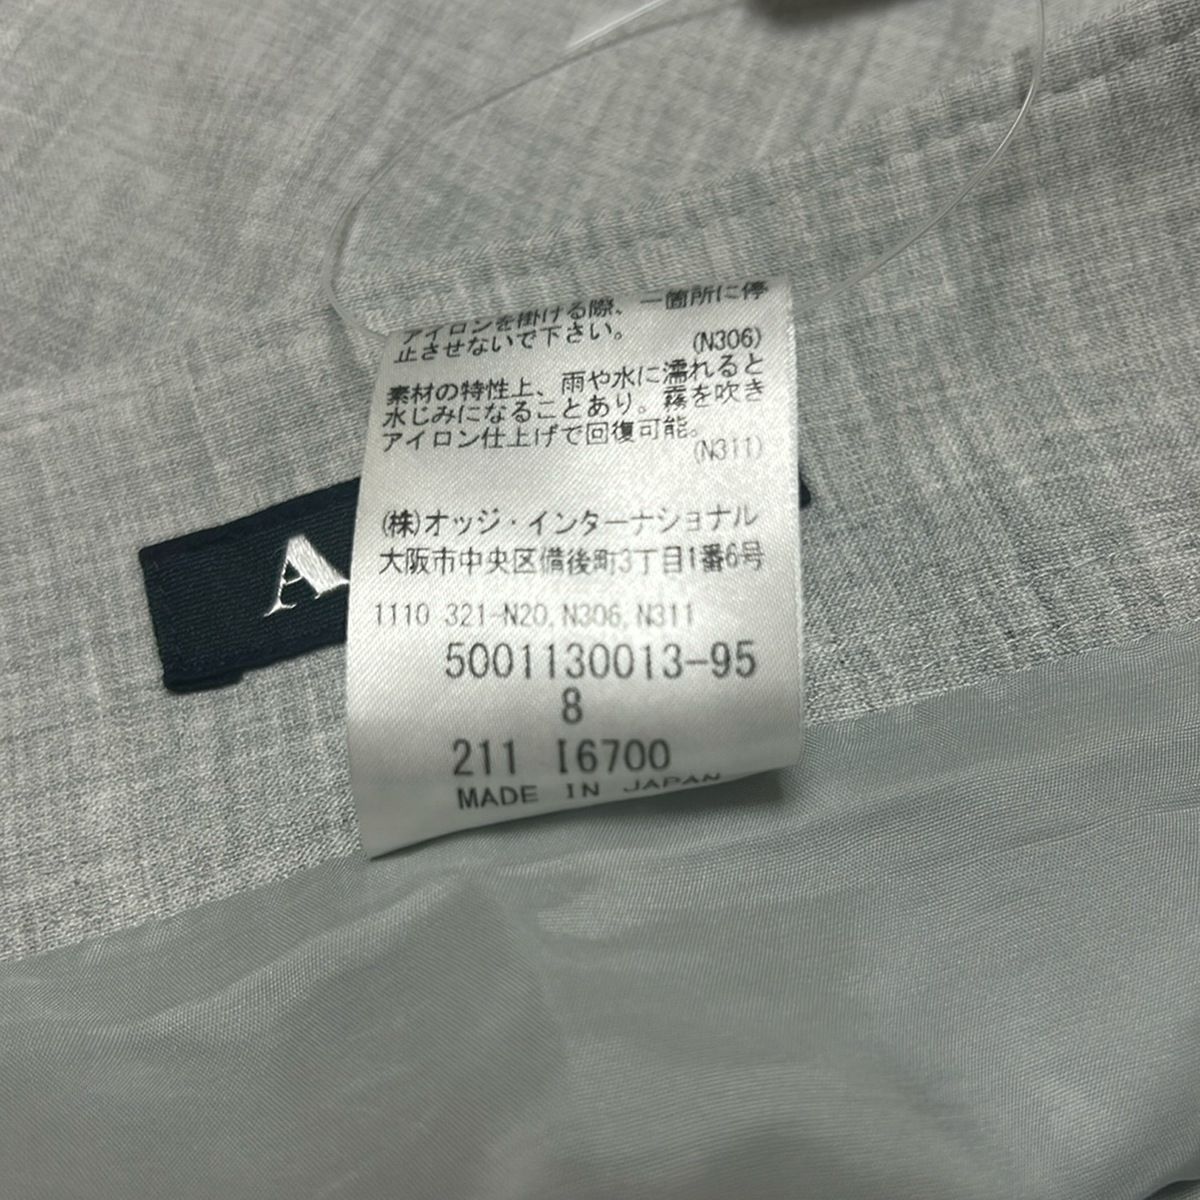 アイロンを掛ける際、一箇所に停
止させないで下さい。
(N306)
素材の特性上、雨や水に濡れると
水じみになることあり。霧を吹き
アイロン仕上げで回復可能。
(N311)
(株)オッジ・インターナショナル
大阪市中央区備後町3丁目1番6号
1110 321-N20, N306, N311
5001130013-95
8
211 I6700
MADE IN JAPAN
A